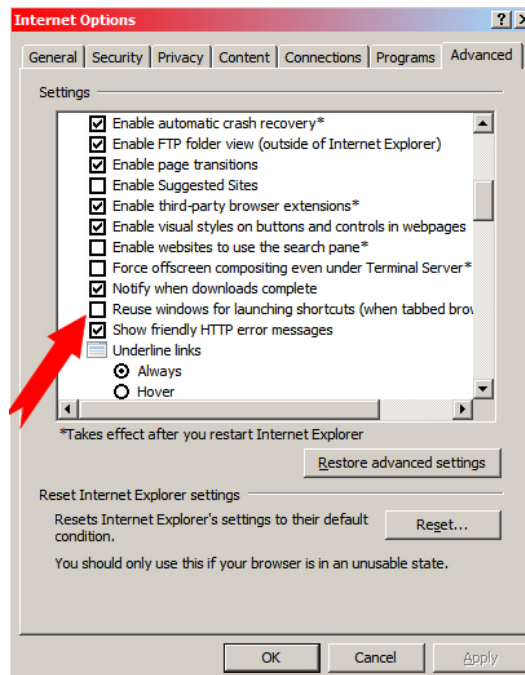 Internet Options
General Security Privacy Content Connections Programs Advanced
Settings
Enable automatic crash recovery*
Enable FTP folder view (outside of Internet Explorer)
Enable page transitions
Enable Suggested Sites
Enable third-party browser extensions*
Enable visual styles on buttons and controls in webpages
Enable websites to use the search pane*
Force offscreen compositing even under Terminal Server*
Notify when downloads complete
Reuse windows for launching shortcuts (when tabbed brow
Show friendly HTTP error messages
Underline links
Always
Hover
*Takes effect after you restart Internet Explorer
Restore advanced settings
Reset Internet Explorer settings
Resets Internet Explorer's settings to their default
condition.
Reset...
You should only use this if your browser is in an unusable state.
OK Cancel Apply